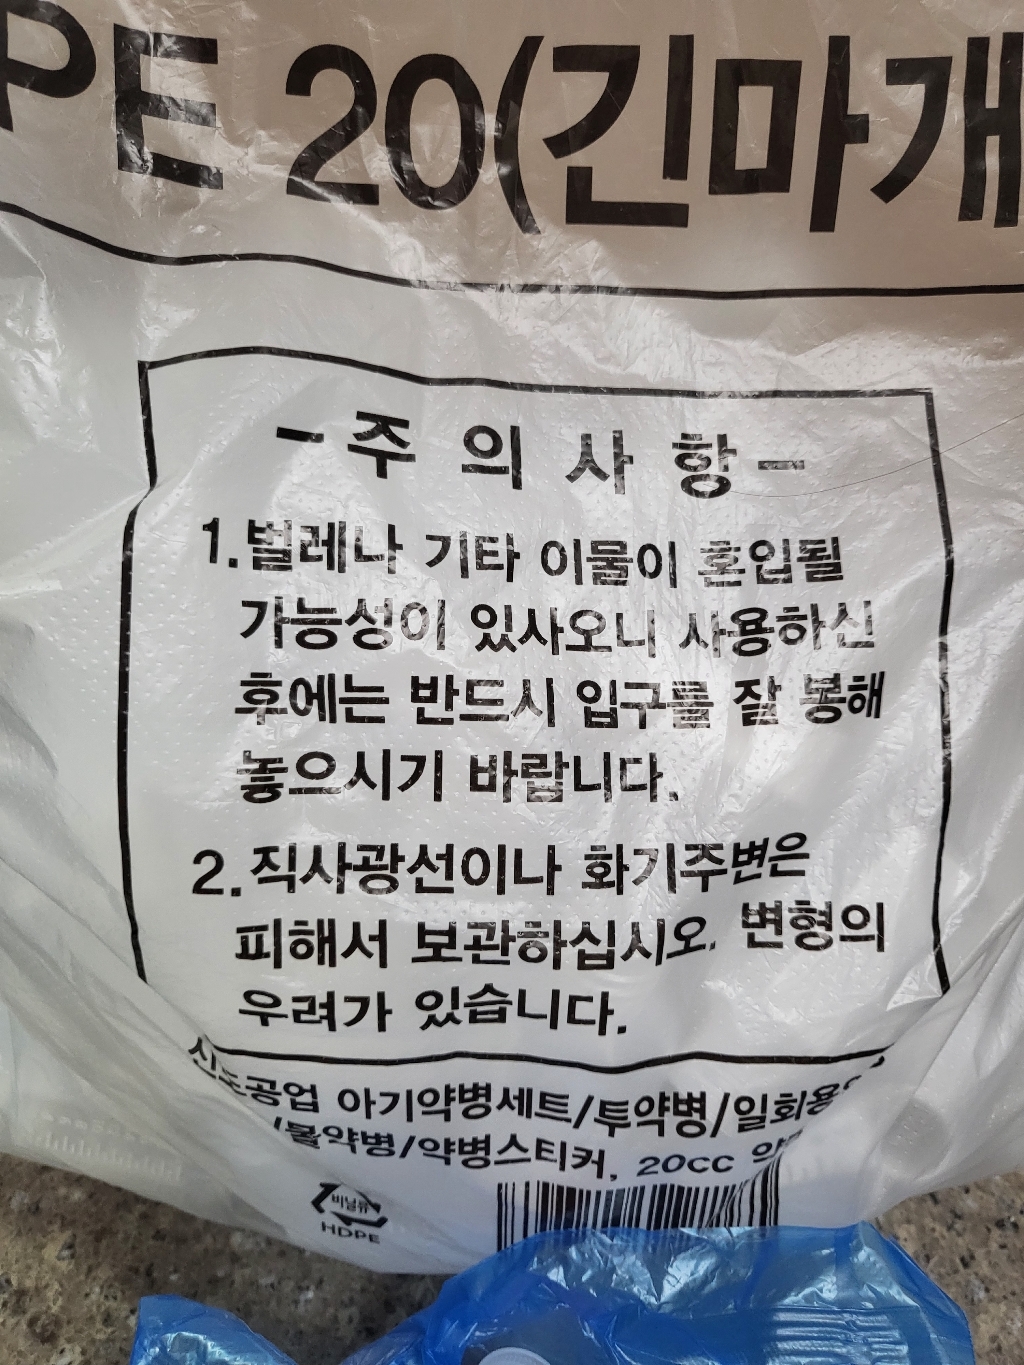 PE 20(긴마개
-주 의 사 항-
1.벌레나 기타 이물이 혼인될
가능성이 있사오니 사용하신
후에는 반드시 입구를 잘 봉해
놓으시기 바랍니다.
2.직사광선이나 화기주변은
피해서 보관하십시오. 변형의
우려가 있습니다.
신도공업 아기약병세트/투약병/일회용
/물약병/약병스티커, 20cc
비닐류
HDPE